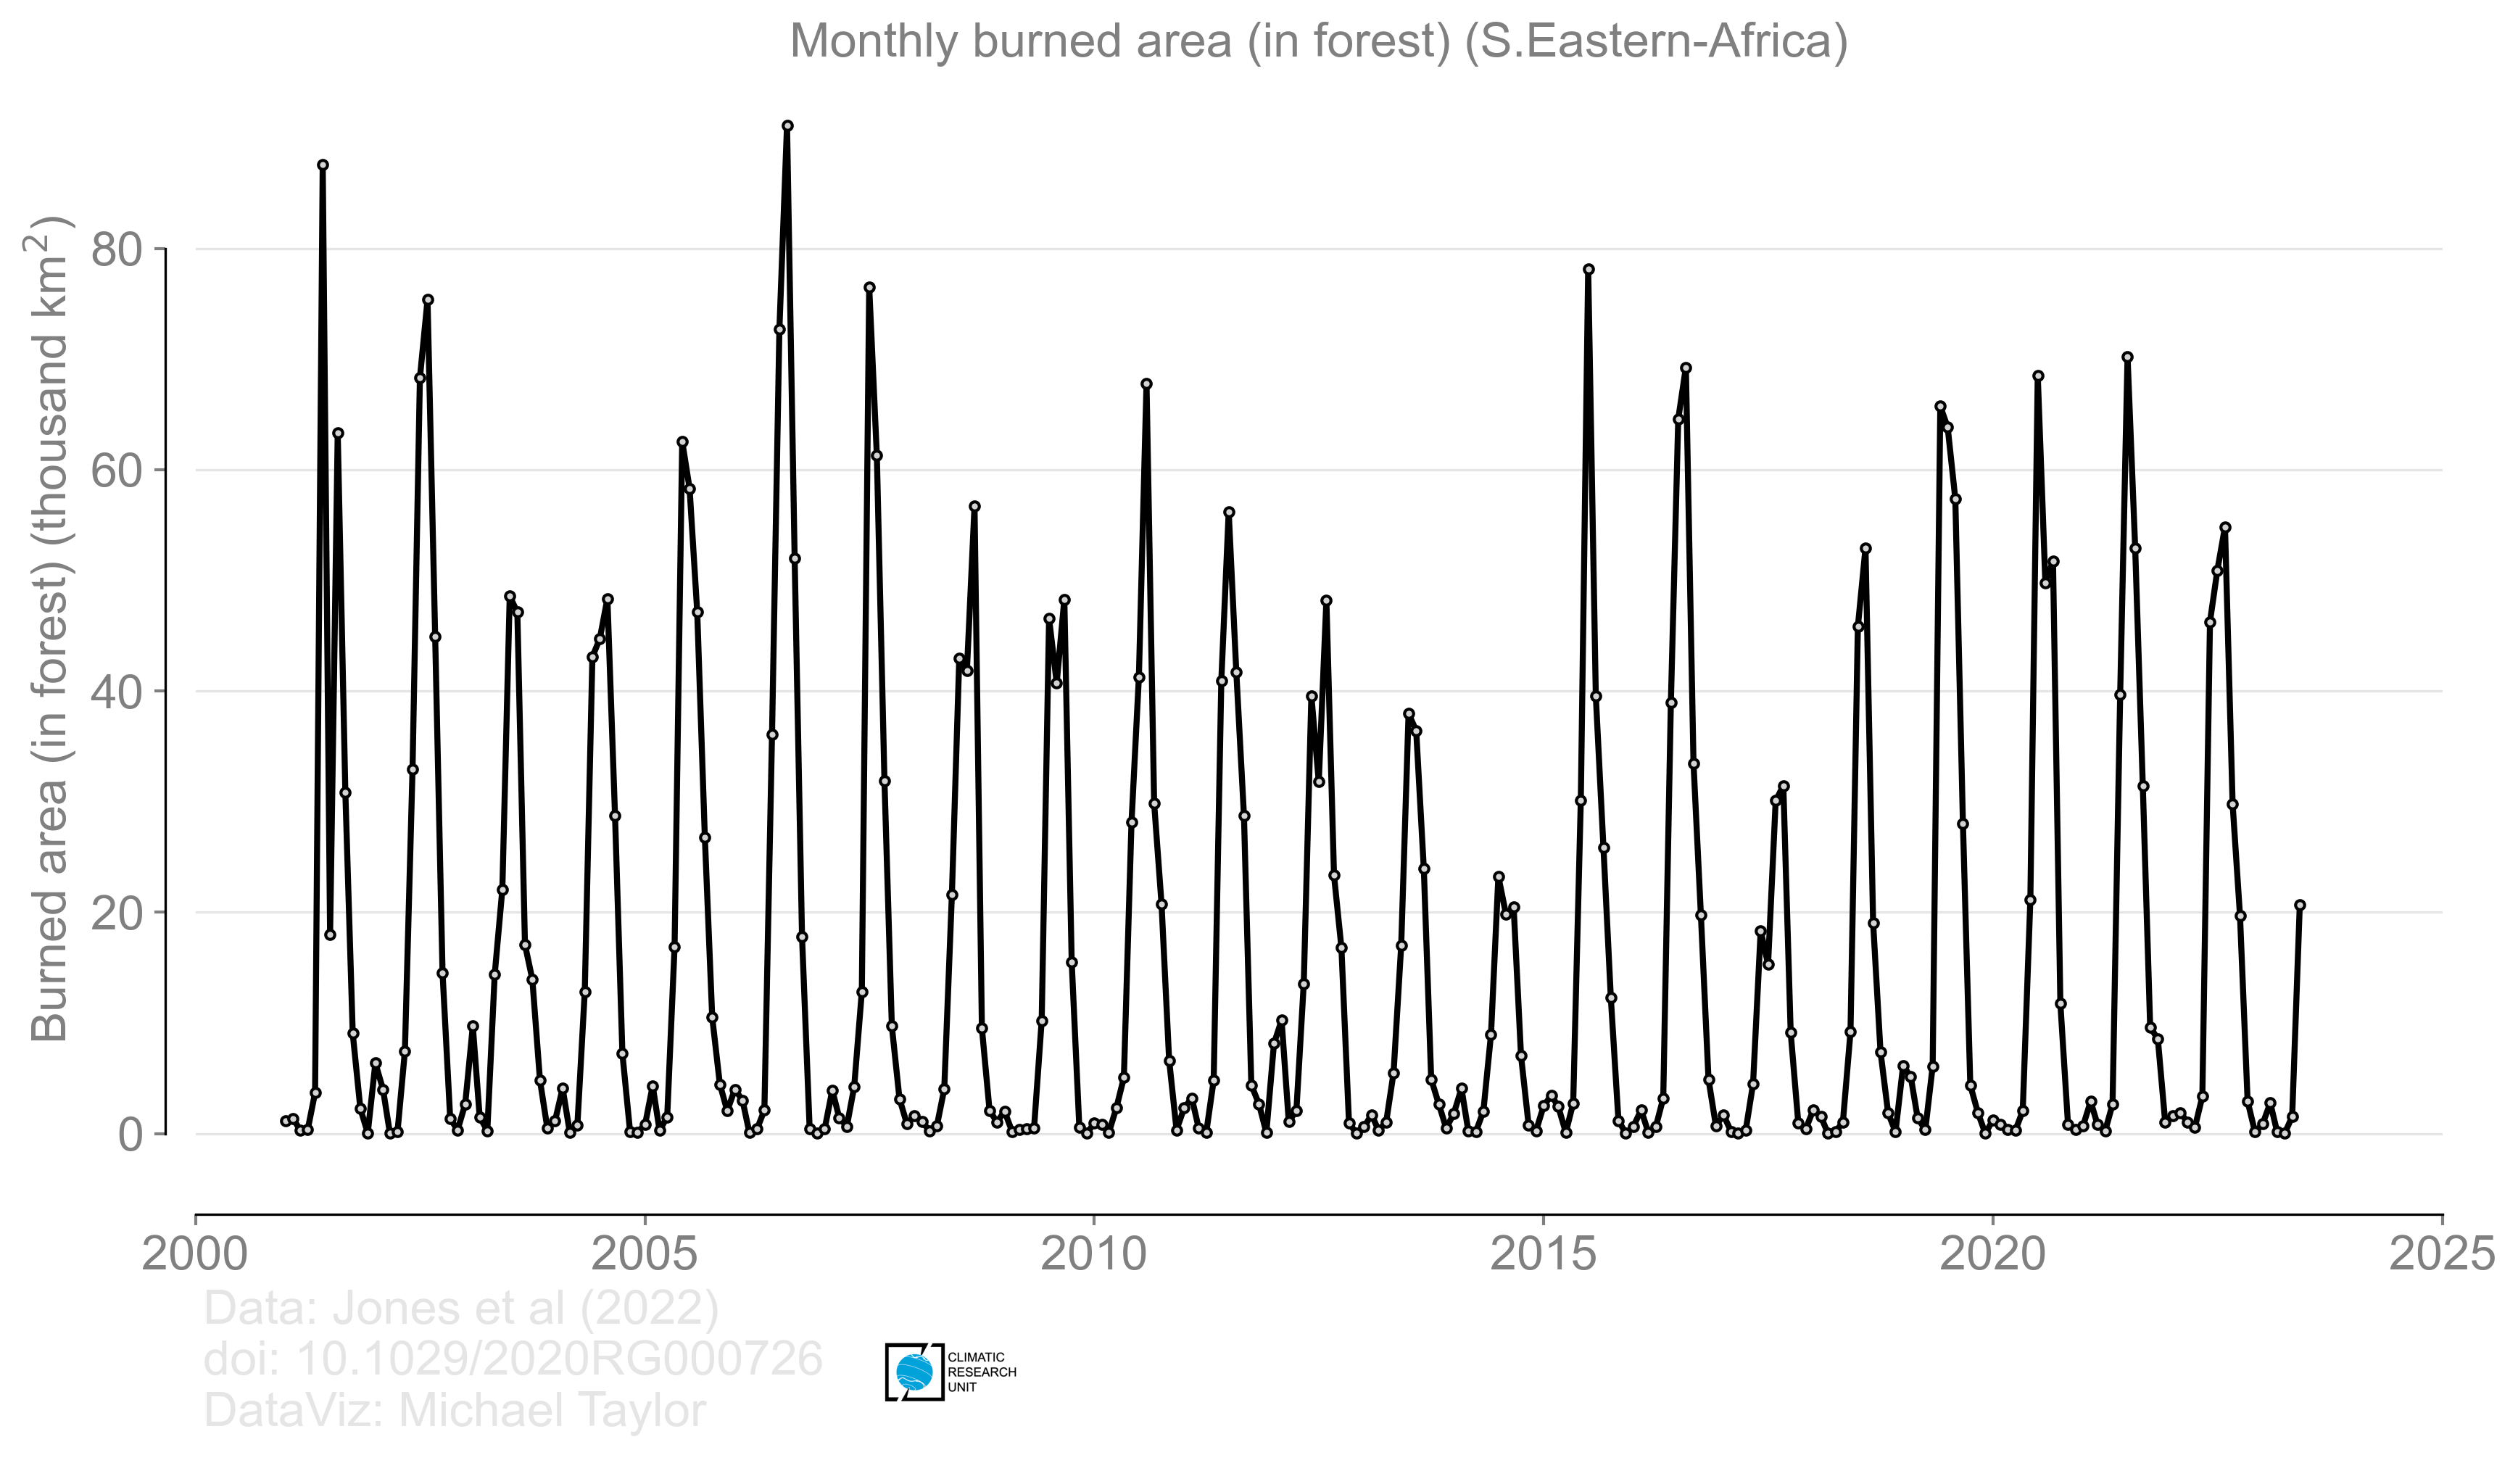 Monthly burned area (in forest) (S.Eastern-Africa)
Burned area (in forest) (thousand km²)
80
60
40
20
0
2000
2005
2010
2015
2020
2025
Data: Jones et al (2022)
doi: 10.1029/2020RG000726
DataViz: Michael Taylor
CLIMATIC
RESEARCH
UNIT